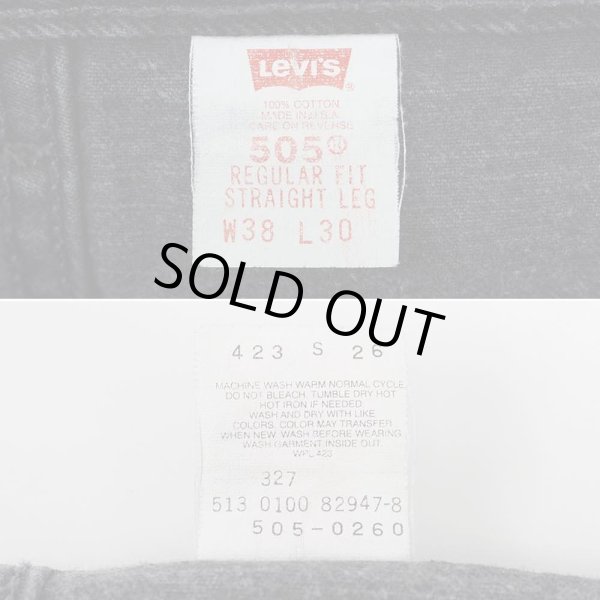 Levi's ®
100% COTTON
MADE IN U.S.A.
CARE ON REVERSE
505®
REGULAR FIT
STRAIGHT LEG
W38 L30
SOLD OUT
423 S 26
MACHINE WASH WARM NORMAL CYCLE
DO NOT BLEACH. TUMBLE DRY HOT
HOT IRON IF NEEDED
WASH AND DRY WITH LIKE
COLORS. COLOR MAY TRANSFER
WHEN NEW. WASH BEFORE WEARING
WASH GARMENT INSIDE OUT
WPL 423
327
513 0100 82947-8
505-0260